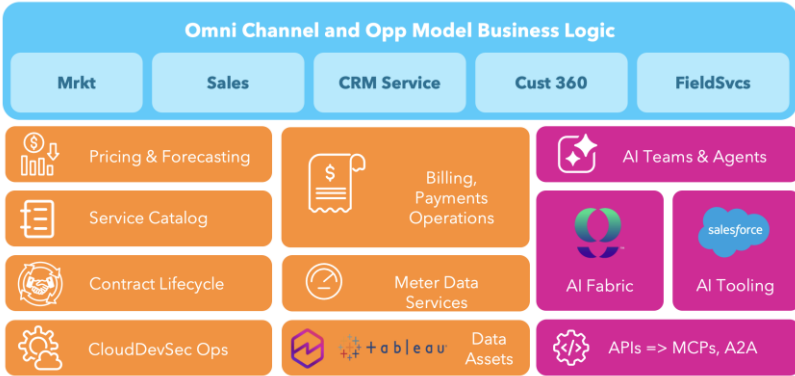 Omni Channel and Opp Model Business Logic
Mrkt
Sales
CRM Service
Cust 360
FieldSvcs
Pricing & Forecasting
Service Catalog
Contract Lifecycle
CloudDevSec Ops
$
$
Billing,
Payments
Operations
Meter Data
Services
tableau
Data
Assets
AI Teams & Agents
AI Fabric
salesforce
AI Tooling
APIs => MCPs, A2A